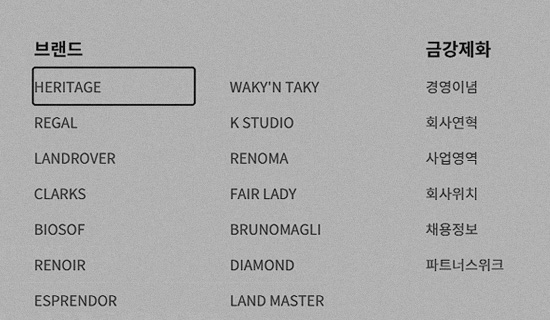 브랜드
HERITAGE
REGAL
LANDROVER
CLARKS
BIOSOF
RENOIR
ESPRENDOR
WAKY'N TAKY
K STUDIO
RENOMA
FAIR LADY
BRUNOMAGLI
DIAMOND
LAND MASTER
금강제화
경영이념
회사연혁
사업영역
회사위치
채용정보
파트너스위크